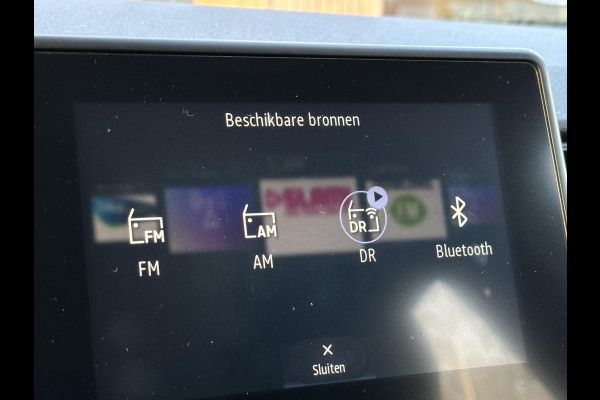 Beschikbare bronnen
FM
AM
DR
FM
AM
DR
Bluetooth
Sluiten